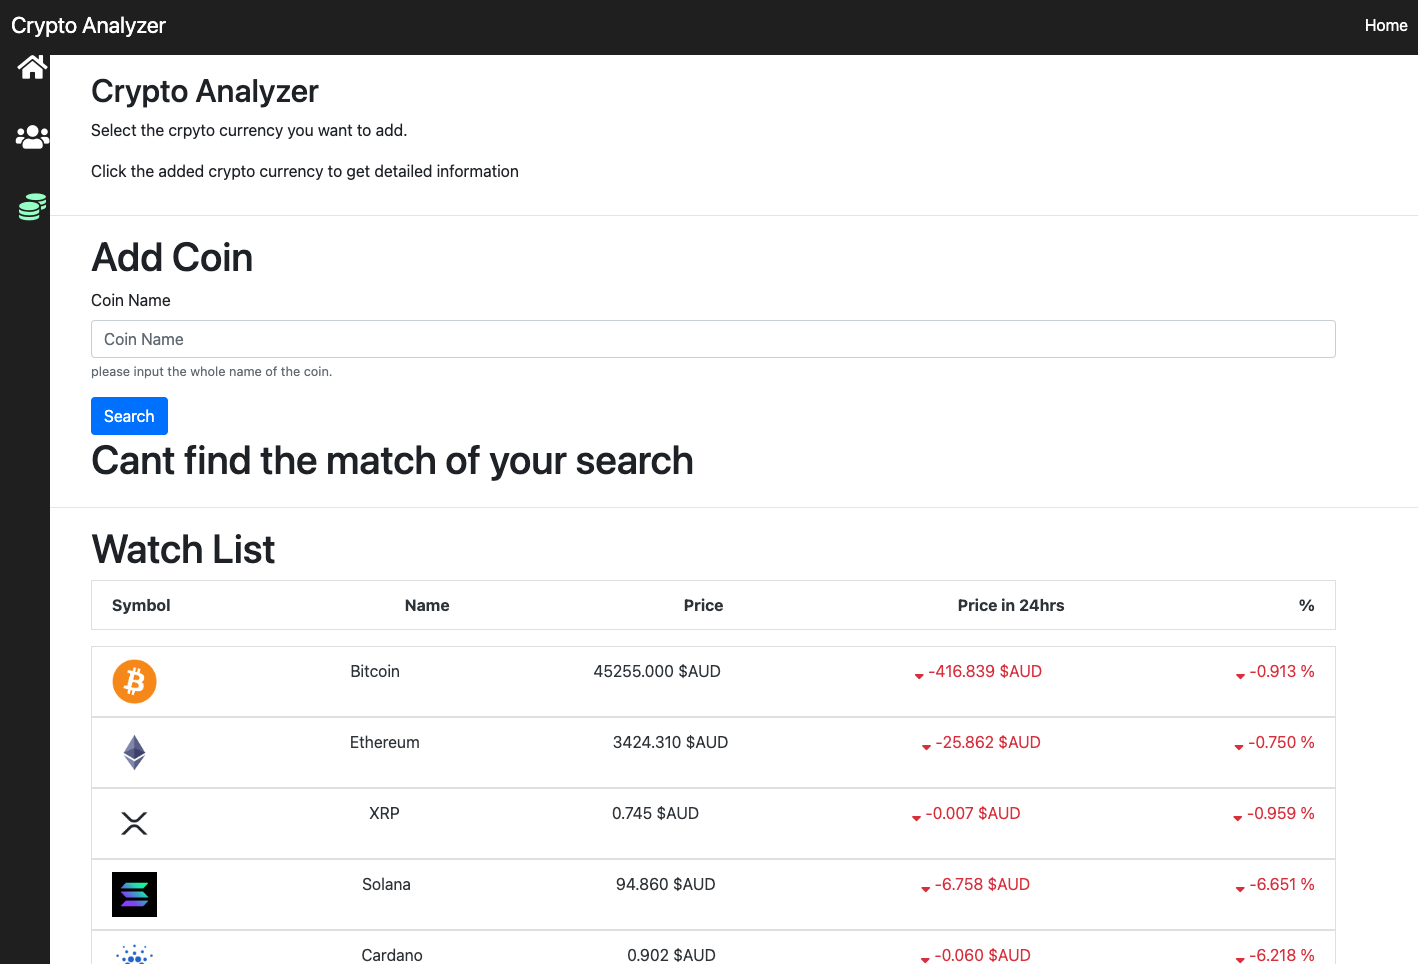 Crypto Analyzer
Home
Crypto Analyzer
Select the crpyto currency you want to add.
Click the added crypto currency to get detailed information
Add Coin
Coin Name
Coin Name
please input the whole name of the coin.
Search
Cant find the match of your search
Watch List
Symbol Name Price Price in 24hrs %
Bitcoin 45255.000 $AUD -416.839 $AUD -0.913 %
Ethereum 3424.310 $AUD -25.862 $AUD -0.750 %
XRP 0.745 $AUD -0.007 $AUD -0.959 %
Solana 94.860 $AUD -6.758 $AUD -6.651 %
Cardano 0.902 $AUD -0.060 $AUD -6.218 %